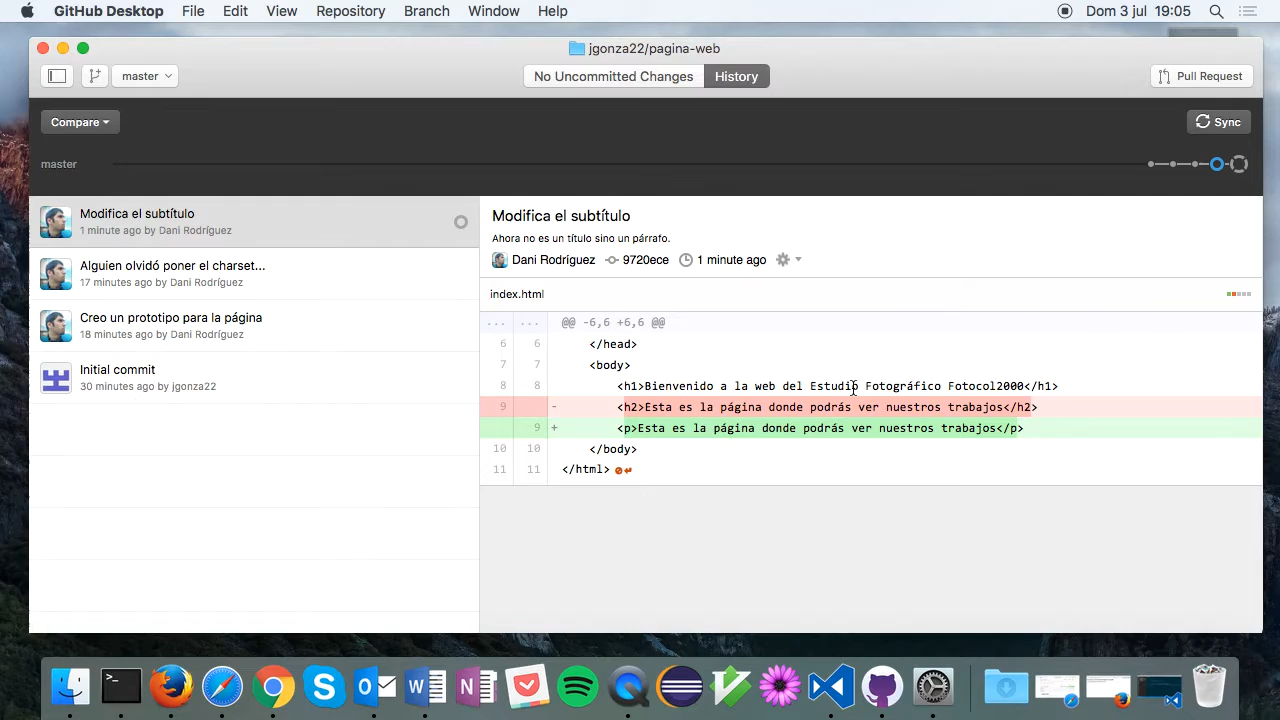 GitHub Desktop File Edit View Repository Branch Window Help Dom 3 jul 19:05
jgonza22/pagina-web
master No Uncommitted Changes History Pull Request
Compare Sync
master
Modifica el subtítulo
1 minute ago by Dani Rodríguez
Alguien olvidó poner el charset...
17 minutes ago by Dani Rodríguez
Creo un prototipo para la página
18 minutes ago by Dani Rodríguez
Initial commit
30 minutes ago by jgonza22
Modifica el subtítulo
Ahora no es un título sino un párrafo.
Dani Rodríguez 9720ece 1 minute ago
index.html
... ... @@ -6,6 +6,6 @@
6 6 </head>
7 7 <body>
8 8 <h1>Bienvenido a la web del Estudio Fotográfico Fotocol2000</h1>
9 - <h2>Esta es la página donde podrás ver nuestros trabajos</h2>
9 + <p>Esta es la página donde podrás ver nuestros trabajos</p>
10 10 </body>
11 11 </html>